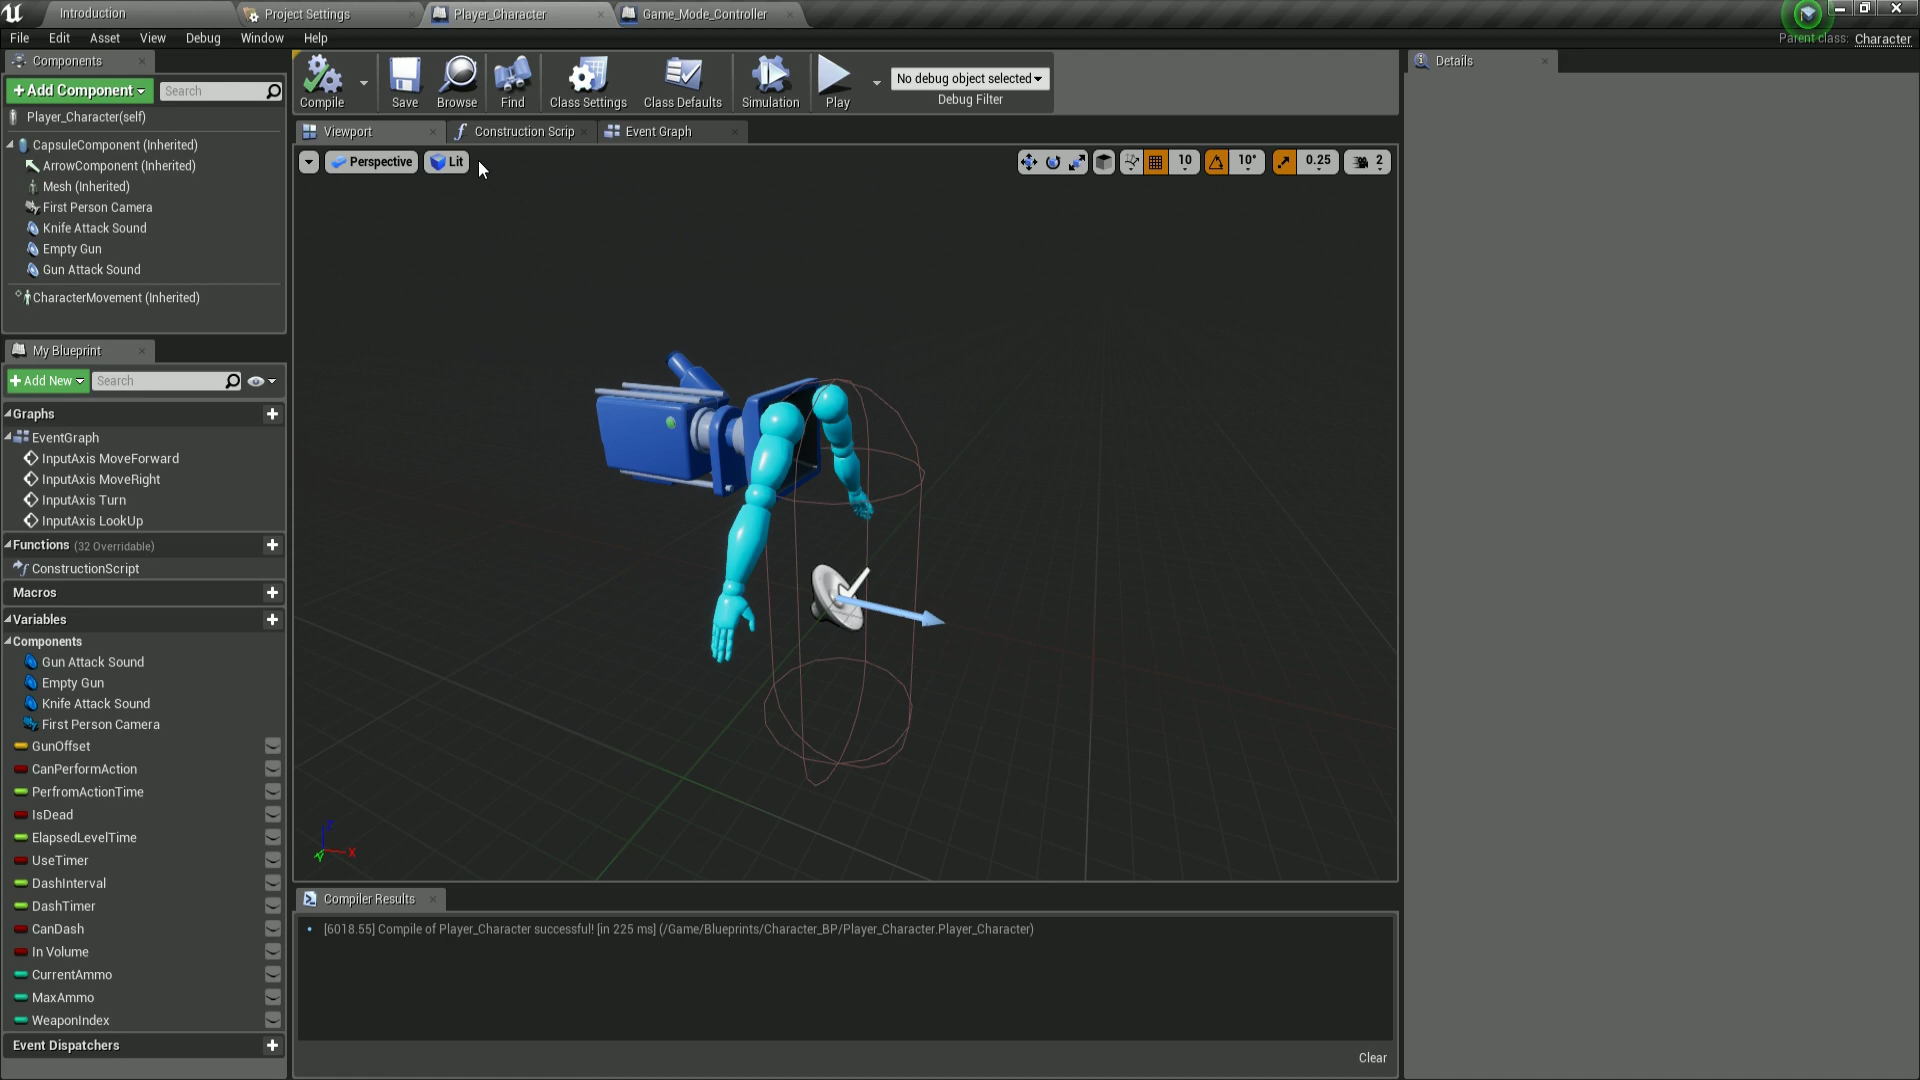 Introduction
Project Settings
Player_Character
Game_Mode_Controller
File Edit Asset View Debug Window Help
Parent class: Character
Components
+Add Component
Search
Player_Character(self)
CapsuleComponent (Inherited)
ArrowComponent (Inherited)
Mesh (Inherited)
First Person Camera
Knife Attack Sound
Empty Gun
Gun Attack Sound
CharacterMovement (Inherited)
My Blueprint
+Add New
Search
Graphs
EventGraph
InputAxis MoveForward
InputAxis MoveRight
InputAxis Turn
InputAxis LookUp
Functions (32 Overridable)
ConstructionScript
Macros
Variables
Components
Gun Attack Sound
Empty Gun
Knife Attack Sound
First Person Camera
GunOffset
CanPerformAction
PerfromActionTime
IsDead
ElapsedLevelTime
UseTimer
DashInterval
DashTimer
CanDash
In Volume
CurrentAmmo
MaxAmmo
WeaponIndex
Event Dispatchers
Compile
Save
Browse
Find
Class Settings
Class Defaults
Simulation
Play
No debug object selected
Debug Filter
Viewport
Construction Scrip
Event Graph
Perspective
Lit
10
10°
0.25
2
Z
X
Y
Compiler Results
[6018.55] Compile of Player_Character successful! [in 225 ms] (/Game/Blueprints/Character_BP/Player_Character.Player_Character)
Clear
Details